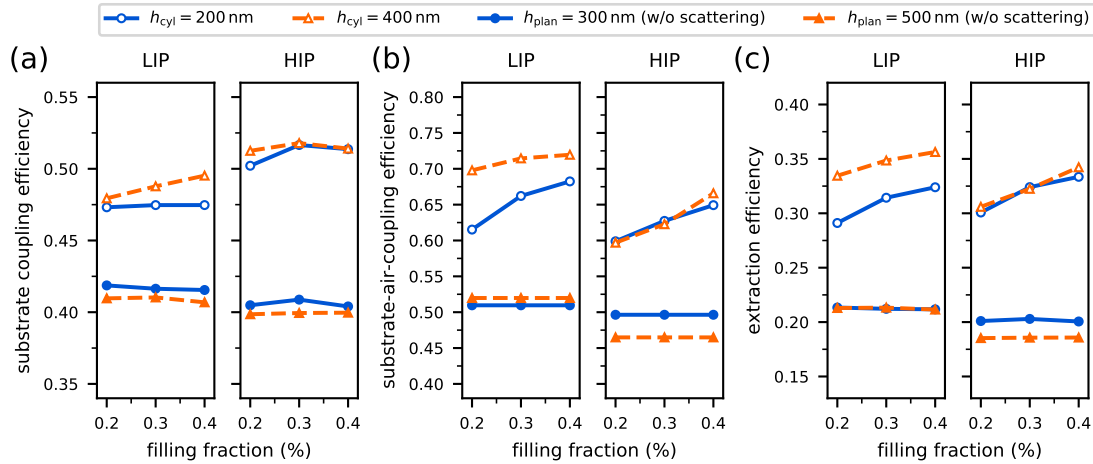 h_cyl = 200 nm h_cyl = 400 nm h_plan = 300 nm (w/o scattering) h_plan = 500 nm (w/o scattering)
(a) LIP HIP (b) LIP HIP (c) LIP HIP
substrate coupling efficiency
0.55
0.50
0.45
0.40
0.35
0.2 0.3 0.4 0.2 0.3 0.4
filling fraction (%)
substrate-air-coupling efficiency
0.80
0.75
0.70
0.65
0.60
0.55
0.50
0.45
0.40
0.2 0.3 0.4 0.2 0.3 0.4
filling fraction (%)
extraction efficiency
0.40
0.35
0.30
0.25
0.20
0.15
0.2 0.3 0.4 0.2 0.3 0.4
filling fraction (%)